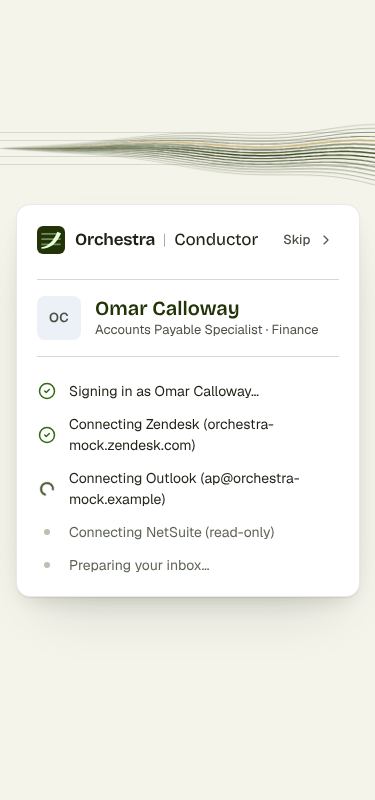 Orchestra | Conductor Skip
OC
Omar Calloway
Accounts Payable Specialist · Finance
Signing in as Omar Calloway...
Connecting Zendesk (orchestra-
mock.zendesk.com)
Connecting Outlook (ap@orchestra-
mock.example)
Connecting NetSuite (read-only)
Preparing your inbox...